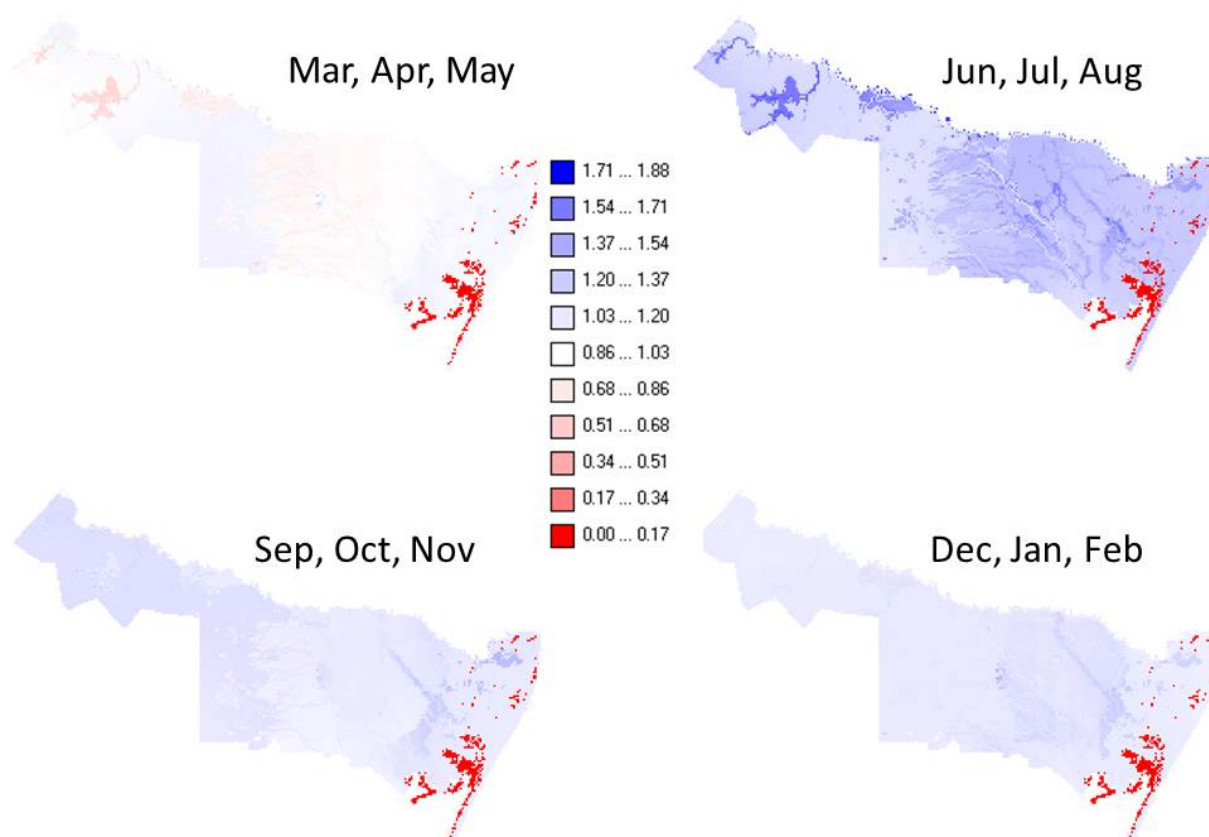 Mar, Apr, May
Jun, Jul, Aug
1.71 ... 1.88
1.54 ... 1.71
1.37 ... 1.54
1.20 ... 1.37
1.03 ... 1.20
0.86 ... 1.03
0.68 ... 0.86
0.51 ... 0.68
0.34 ... 0.51
0.17 ... 0.34
0.00 ... 0.17
Sep, Oct, Nov
Dec, Jan, Feb